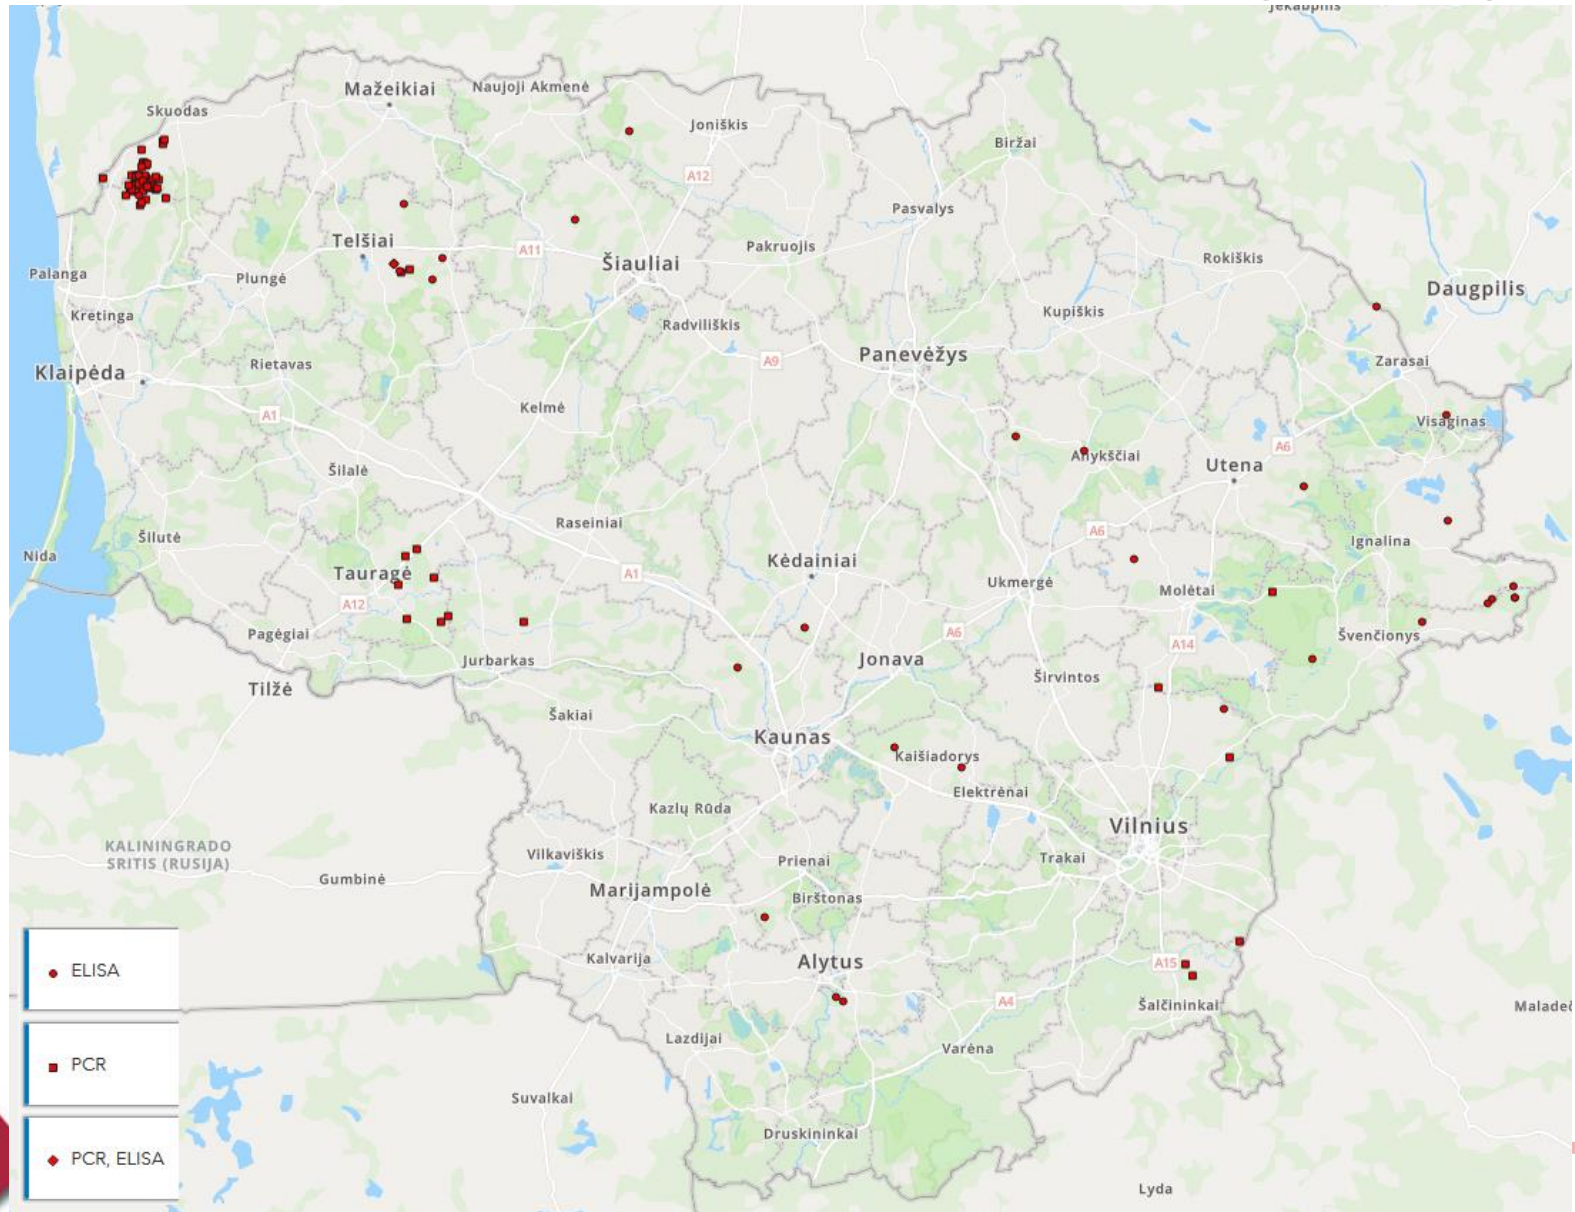 Jēkabpils
Skuodas
Mažeikiai
Naujoji Akmenė
Joniškis
Biržai
A12
Pasvalys
Telšiai
A11
Šiauliai
Pakruojis
Rokiškis
Palanga
Plungė
Daugpilis
Kretinga
Radviliškis
Kupiškis
Klaipėda
Rietavas
A9
Panevėžys
Zarasai
A1
Kelmė
Visaginas
Šilalė
Anykščiai
A6
Utena
Raseiniai
Šilutė
A6
Ignalina
Nida
Tauragė
A1
Kėdainiai
Ukmergė
Molėtai
A12
Pagėgiai
A6
Švenčionys
Jurbarkas
Jonava
A14
Tilžė
Širvintos
Šakiai
Kaunas
Kaišiadorys
Elektrėnai
Kazlų Rūda
Vilnius
KALININGRADO
SRITIS (RUSIJA)
Vilkaviškis
Prienai
Trakai
Gumbinė
Marijampolė
Birštonas
Kalvarija
Alytus
A15
ELISA
A4
Šalčininkai
Lazdijai
Varėna
PCR
Suvalkai
Druskininkai
PCR, ELISA
Lyda